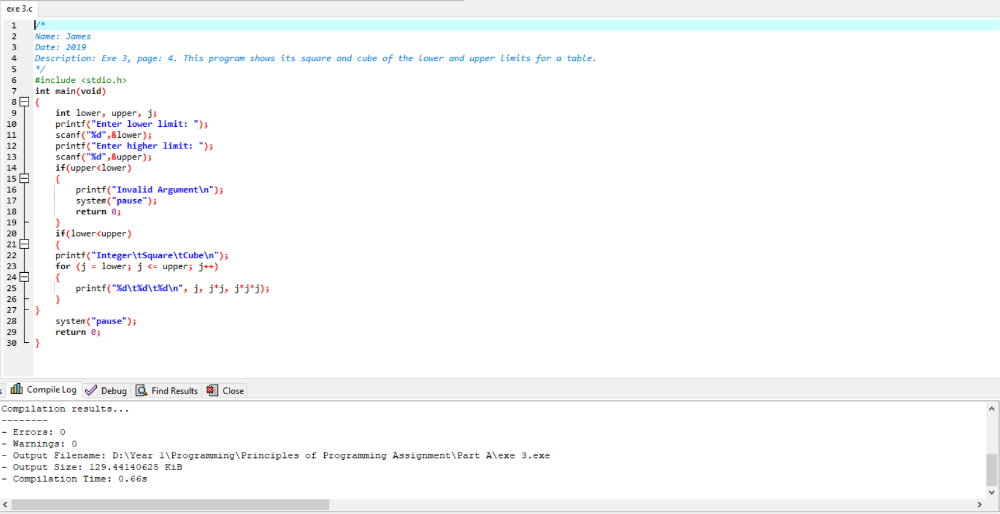 exe 3.c
1 /*
2 Name: James
3 Date: 2019
4 Description: Exe 3, page: 4. This program shows its square and cube of the lower and upper limits for a table.
5 */
6 #include <stdio.h>
7 int main(void)
8 {
9 int lower, upper, j;
10 printf("Enter lower limit: ");
11 scanf("%d",&lower);
12 printf("Enter higher limit: ");
13 scanf("%d",&upper);
14 if(upper<lower)
15 {
16 printf("Invalid Argument\n");
17 system("pause");
18 return 0;
19 }
20 if(lower<upper)
21 {
22 printf("Integer\tSquare\tCube\n");
23 for (j = lower; j <= upper; j++)
24 {
25 printf("%d\t%d\t%d\n", j, j*j, j*j*j);
26 }
27 }
28 system("pause");
29 return 0;
30 }
s Compile Log Debug Find Results Close
Compilation results...
--------
- Errors: 0
- Warnings: 0
- Output Filename: D:\Year 1\Programming\Principles of Programming Assignment\Part A\exe 3.exe
- Output Size: 129.44140625 KiB
- Compilation Time: 0.66s